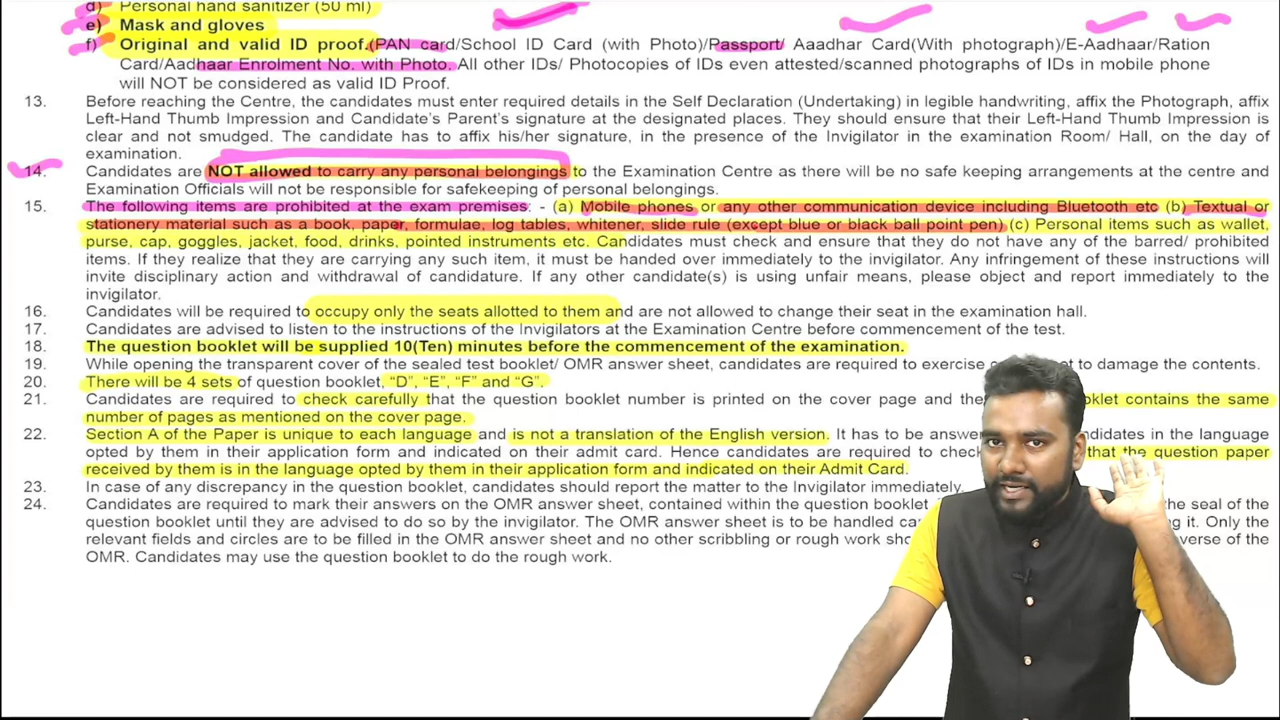 d) Personal hand sanitizer (50 ml)
e) Mask and gloves
f) Original and valid ID proof.(PAN card/School ID Card (with Photo)/Passport/ Aaadhar Card(With photograph)/E-Aadhaar/Ration
Card/Aadhaar Enrolment No. with Photo. All other IDs/ Photocopies of IDs even attested/scanned photographs of IDs in mobile phone
will NOT be considered as valid ID Proof.
13. Before reaching the Centre, the candidates must enter required details in the Self Declaration (Undertaking) in legible handwriting, affix the Photograph, affix
Left-Hand Thumb Impression and Candidate's Parent's signature at the designated places. They should ensure that their Left-Hand Thumb Impression is
clear and not smudged. The candidate has to affix his/her signature, in the presence of the Invigilator in the examination Room/ Hall, on the day of
examination.
14. Candidates are NOT allowed to carry any personal belongings to the Examination Centre as there will be no safe keeping arrangements at the centre and
Examination Officials will not be responsible for safekeeping of personal belongings.
15. The following items are prohibited at the exam premises: - (a) Mobile phones or any other communication device including Bluetooth etc (b) Textual or
stationery material such as a book, paper, formulae, log tables, whitener, slide rule (except blue or black ball point pen) (c) Personal items such as wallet,
purse, cap, goggles, jacket, food, drinks, pointed instruments etc. Candidates must check and ensure that they do not have any of the barred/ prohibited
items. If they realize that they are carrying any such item, it must be handed over immediately to the invigilator. Any infringement of these instructions will
invite disciplinary action and withdrawal of candidature. If any other candidate(s) is using unfair means, please object and report immediately to the
invigilator.
16. Candidates will be required to occupy only the seats allotted to them and are not allowed to change their seat in the examination hall.
17. Candidates are advised to listen to the instructions of the Invigilators at the Examination Centre before commencement of the test.
18. The question booklet will be supplied 10(Ten) minutes before the commencement of the examination.
19. While opening the transparent cover of the sealed test booklet/ OMR answer sheet, candidates are required to exercise to damage the contents.
20. There will be 4 sets of question booklet, “D”, “E”, “F” and “G”.
21. Candidates are required to check carefully that the question booklet number is printed on the cover page and contains the same
number of pages as mentioned on the cover page.
22. Section A of the Paper is unique to each language and is not a translation of the English version. It has to be in the language
opted by them in their application form and indicated on their admit card. Hence candidates are required to that the question paper
received by them is in the language opted by them in their application form and indicated on their Admit Card.
23. In case of any discrepancy in the question booklet, candidates should report the matter to the Invigilator immediately.
24. Candidates are required to mark their answers on the OMR answer sheet, contained within the question booklet the seal of the
question booklet until they are advised to do so by the invigilator. The OMR answer sheet is to be handled it. Only the
relevant fields and circles are to be filled in the OMR answer sheet and no other scribbling or rough work of the
OMR. Candidates may use the question booklet to do the rough work.